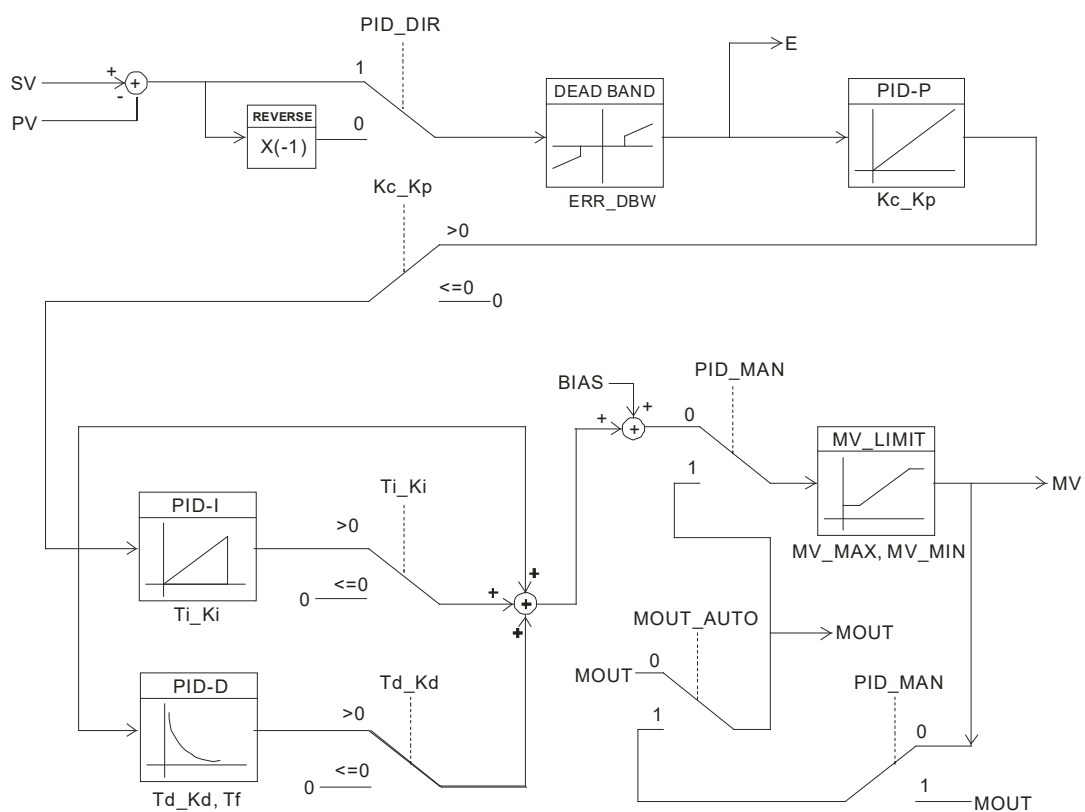 PID_DIR
SV
+
+
-
PV
1
0
REVERSE
X(-1)
DEAD BAND
ERR_DBW
E
PID-P
Kc_Kp
Kc_Kp
>0
<=0
0
BIAS
+
+
+
PID_MAN
0
1
MV_LIMIT
MV_MAX, MV_MIN
MV
PID-I
Ti_Ki
Ti_Ki
>0
<=0
0
+
+
+
+
MOUT_AUTO
MOUT
0
1
MOUT
PID-D
Td_Kd, Tf
Td_Kd
>0
<=0
0
PID_MAN
0
1
MOUT